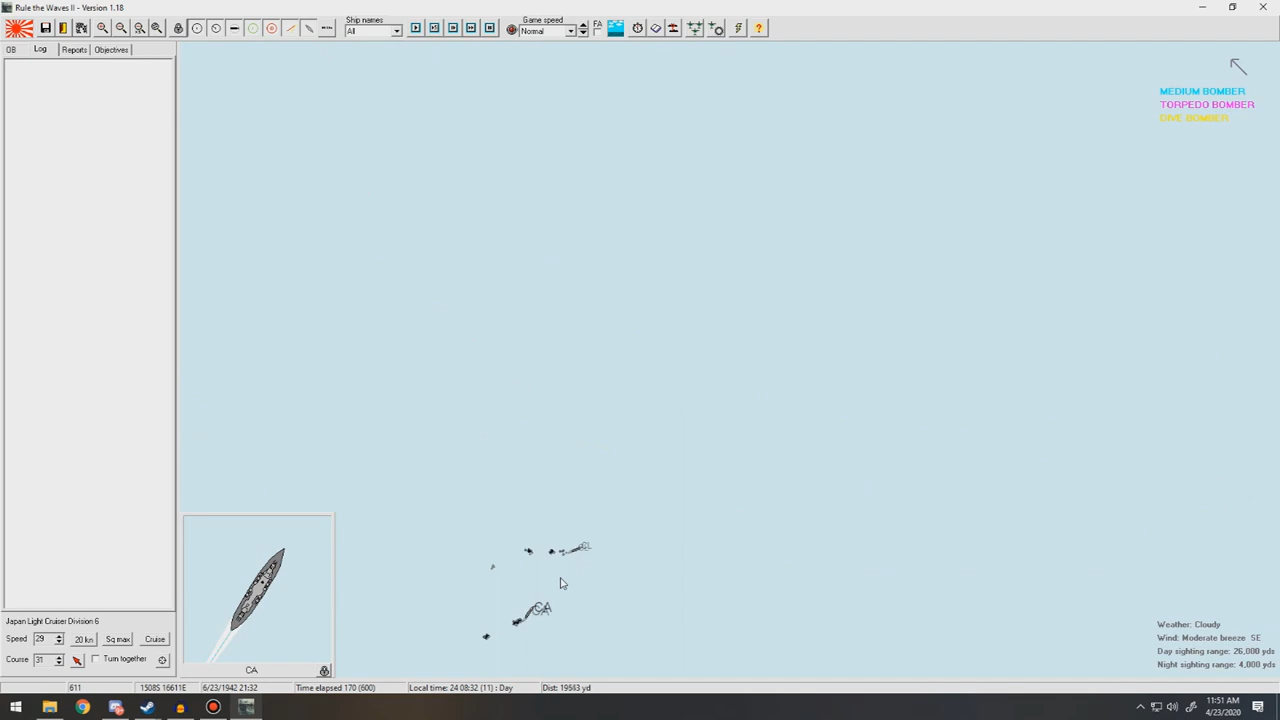 Rule the Waves II - Version 1.18
Ship names
All
Game speed
Normal
FA
OB
Log
Reports
Objectives
MEDIUM BOMBER
TORPEDO BOMBER
DIVE BOMBER
CL
CA
Japan Light Cruiser Division 6
Speed
29
20 kn
Sq max
Cruise
Course
31
Turn together
CA
Weather: Cloudy
Wind: Moderate breeze SE
Day sighting range: 26,000 yds
Night sighting range: 4,000 yds
611
1508S 16611E
6/23/1942 21:32
Time elapsed 170 (600)
Local time: 24 08:32 (11) : Day
Dist: 19583 yd
11:51 AM
4/23/2020